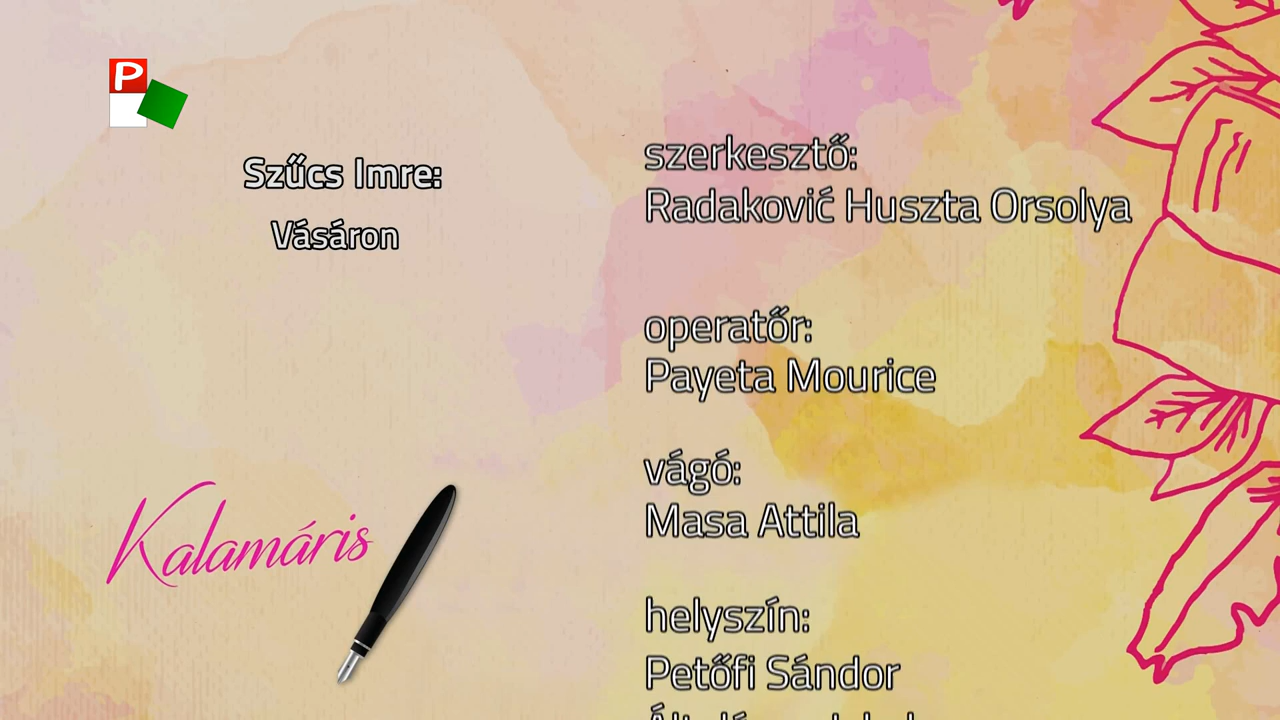 P
Szűcs Imre:
Vásáron
szerkesztő:
Radaković Huszta Orsolya
operatőr:
Payeta Mourice
vágó:
Masa Attila
Kalamáris
helyszín:
Petőfi Sándor